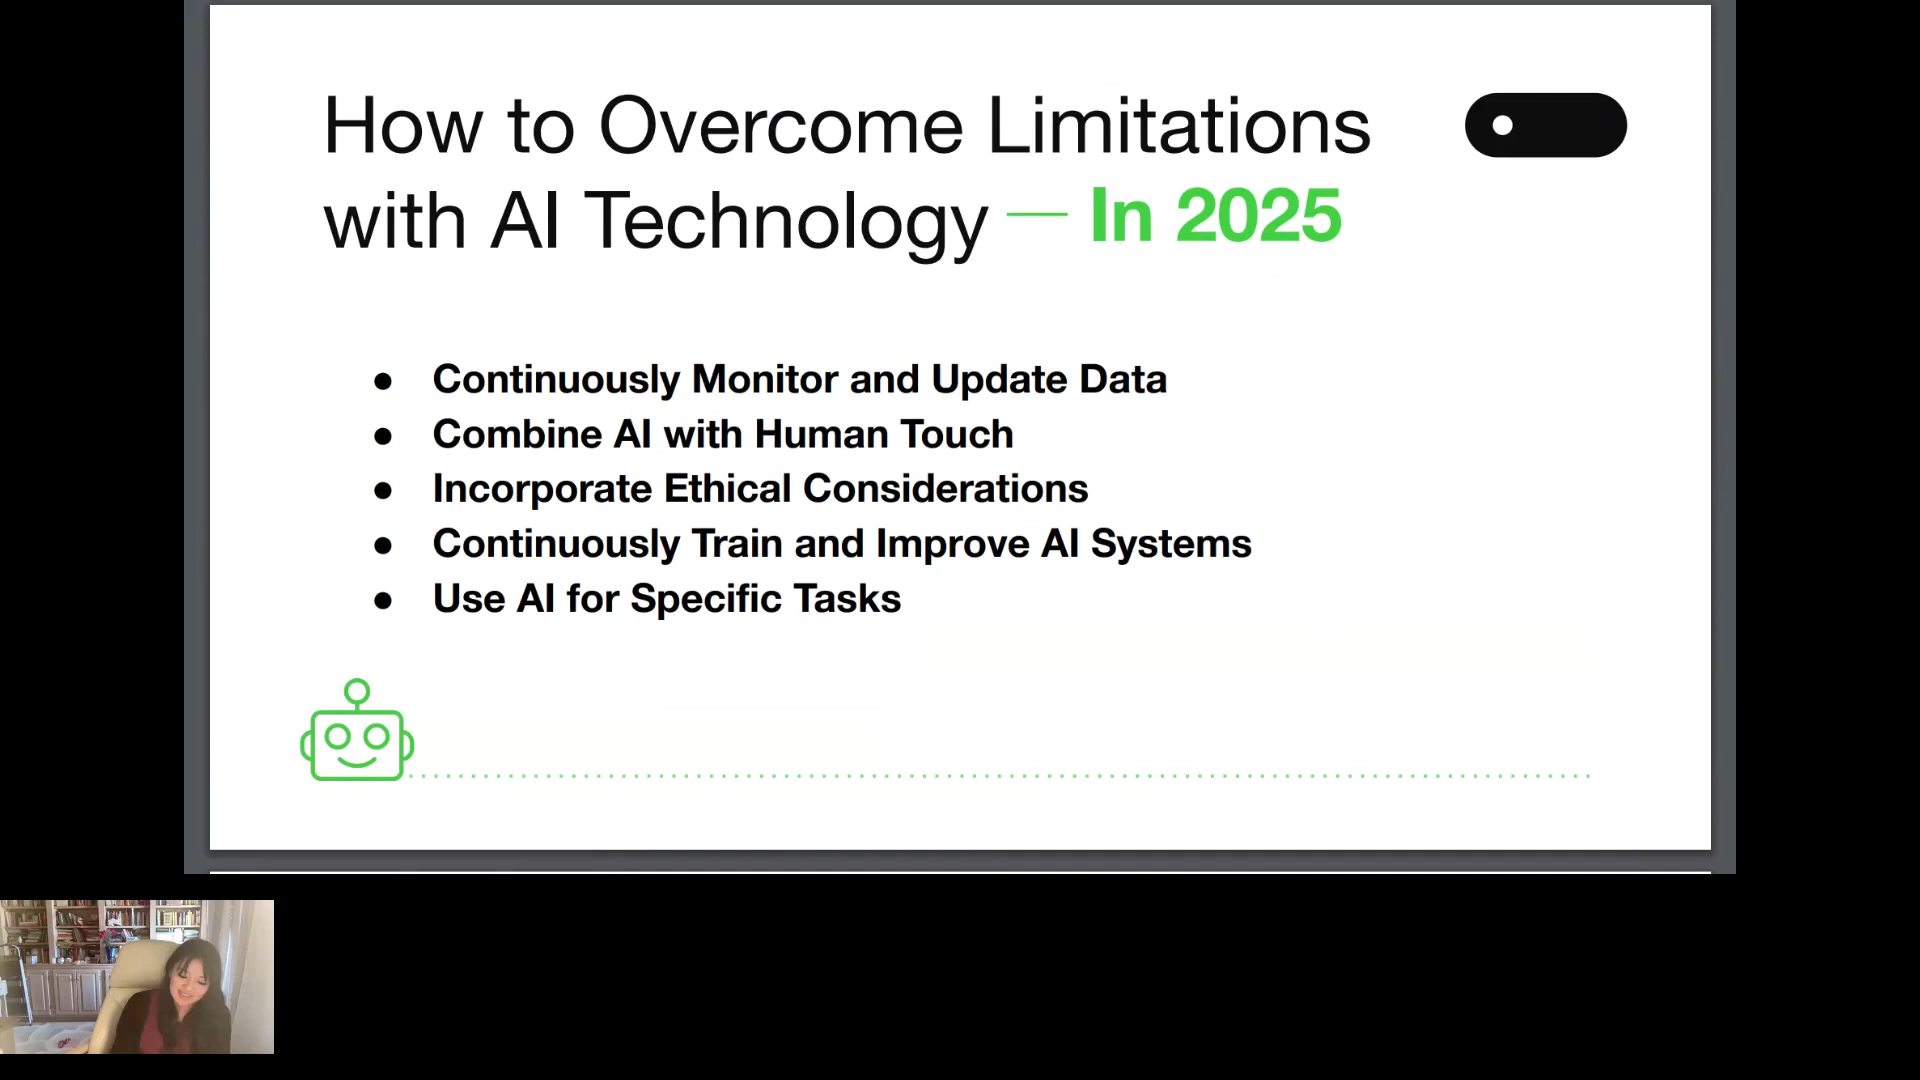 How to Overcome Limitations
with AI Technology — In 2025
● Continuously Monitor and Update Data
● Combine AI with Human Touch
● Incorporate Ethical Considerations
● Continuously Train and Improve AI Systems
● Use AI for Specific Tasks